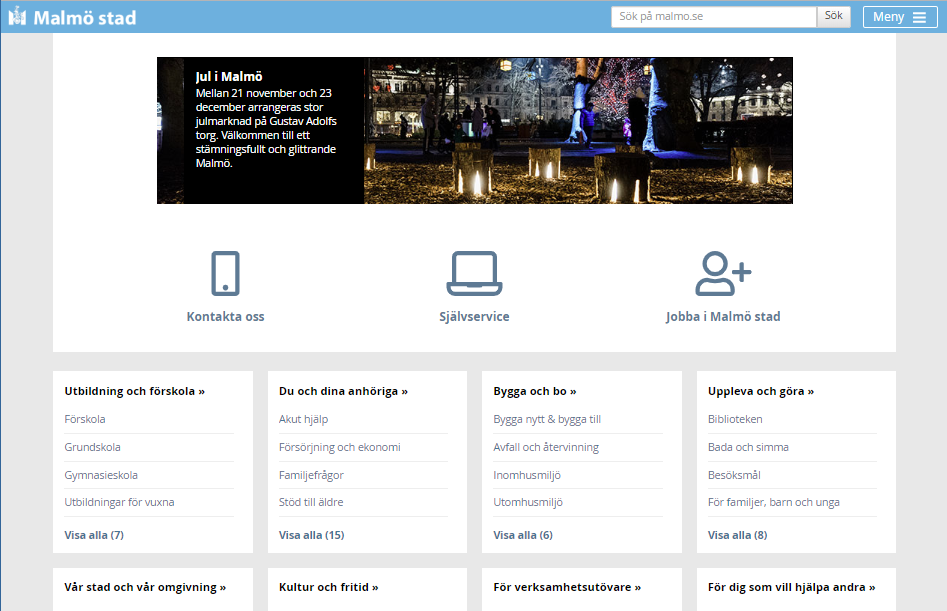 Malmö stad
Sök på malmo.se
Sök
Meny
Jul i Malmö
Mellan 21 november och 23
december arrangeras stor
julmarknad på Gustav Adolfs
torg. Välkommen till ett
stämningsfullt och glittrande
Malmö.
Kontakta oss
Självservice
Jobba i Malmö stad
Utbildning och förskola »
Förskola
Grundskola
Gymnasieskola
Utbildningar för vuxna
Visa alla (7)
Du och dina anhöriga »
Akut hjälp
Försörjning och ekonomi
Familjefrågor
Stöd till äldre
Visa alla (15)
Bygga och bo »
Bygga nytt & bygga till
Avfall och återvinning
Inomhusmiljö
Utomhusmiljö
Visa alla (6)
Uppleva och göra »
Biblioteken
Bada och simma
Besöksmål
För familjer, barn och unga
Visa alla (8)
Vår stad och vår omgivning »
Kultur och fritid »
För verksamhetsutövare »
För dig som vill hjälpa andra »